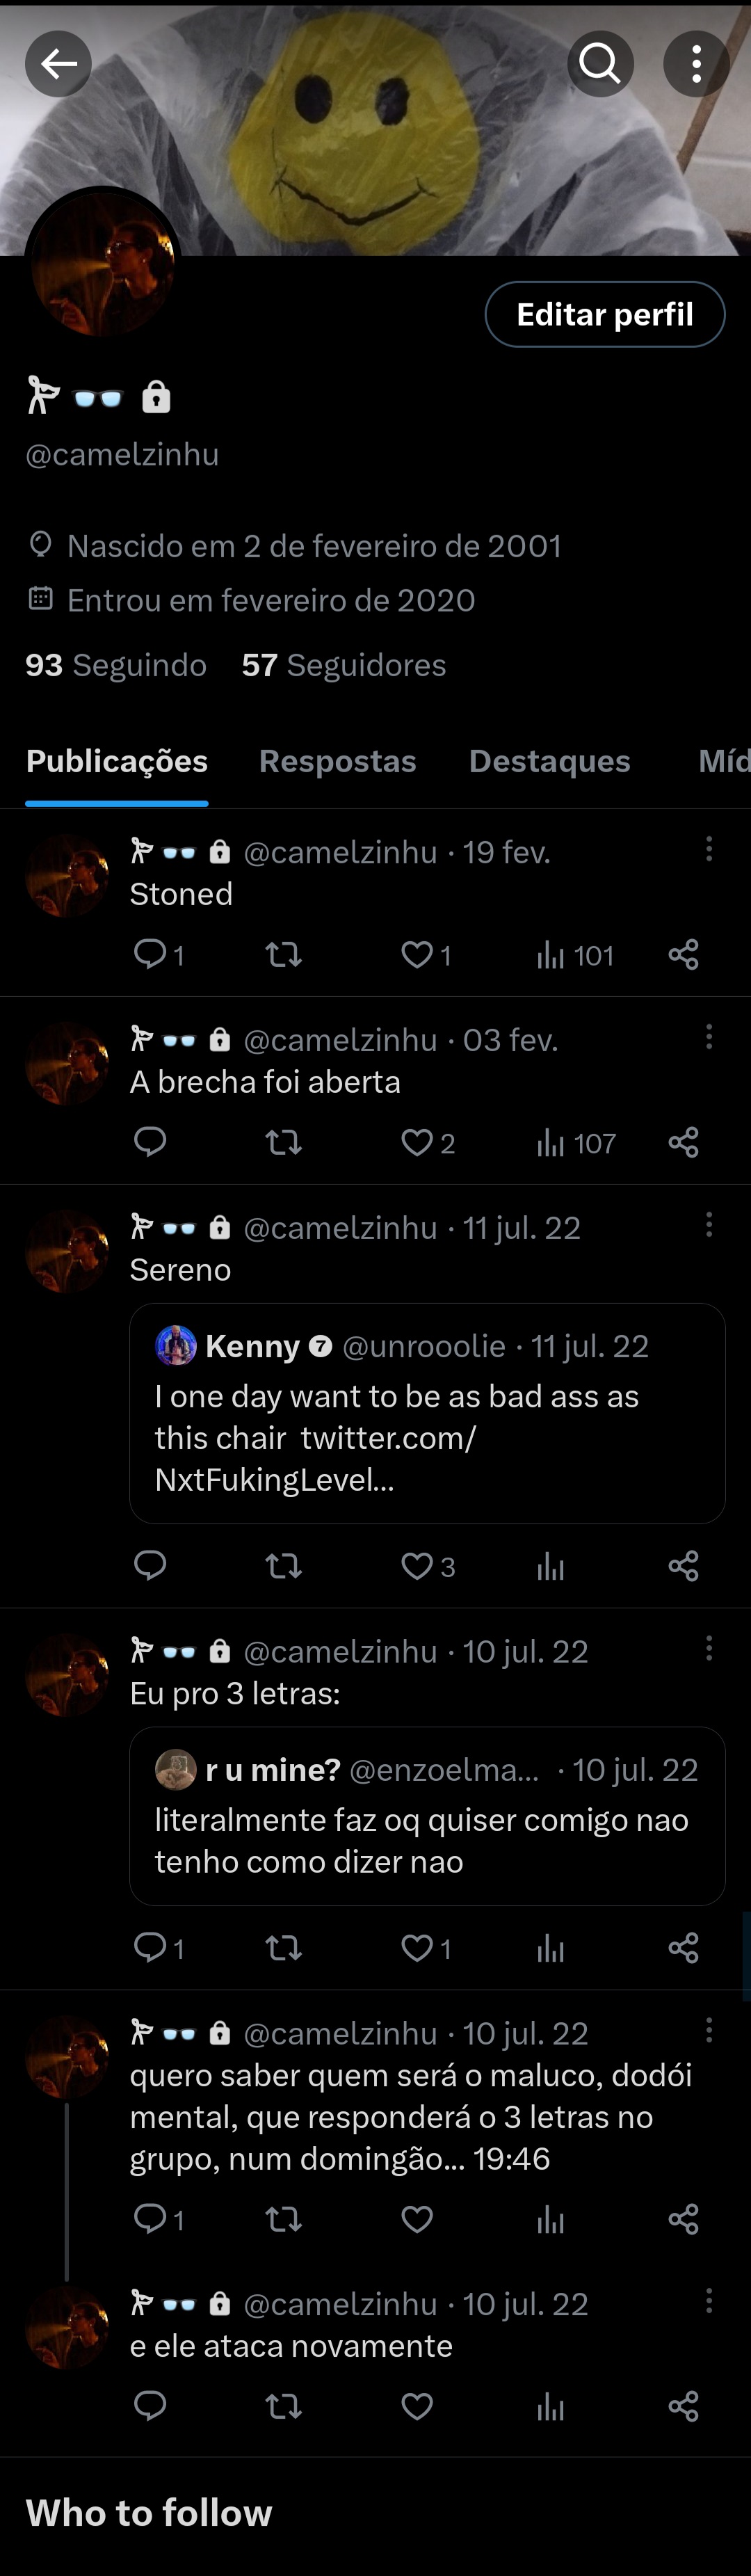 Editar perfil
@camelzinhu
Nascido em 2 de fevereiro de 2001
Entrou em fevereiro de 2020
93 Seguindo 57 Seguidores
Publicações Respostas Destaques Míd
@camelzinhu · 19 fev.
Stoned
1 1 101
@camelzinhu · 03 fev.
A brecha foi aberta
2 107
@camelzinhu · 11 jul. 22
Sereno
Kenny 7 @unrooolie · 11 jul. 22
I one day want to be as bad ass as
this chair twitter.com/
NxtFukingLevel...
3
@camelzinhu · 10 jul. 22
Eu pro 3 letras:
r u mine? @enzoelma... · 10 jul. 22
literalmente faz oq quiser comigo nao
tenho como dizer nao
1 1
@camelzinhu · 10 jul. 22
quero saber quem será o maluco, dodói
mental, que responderá o 3 letras no
grupo, num domingão... 19:46
1
@camelzinhu · 10 jul. 22
e ele ataca novamente
Who to follow